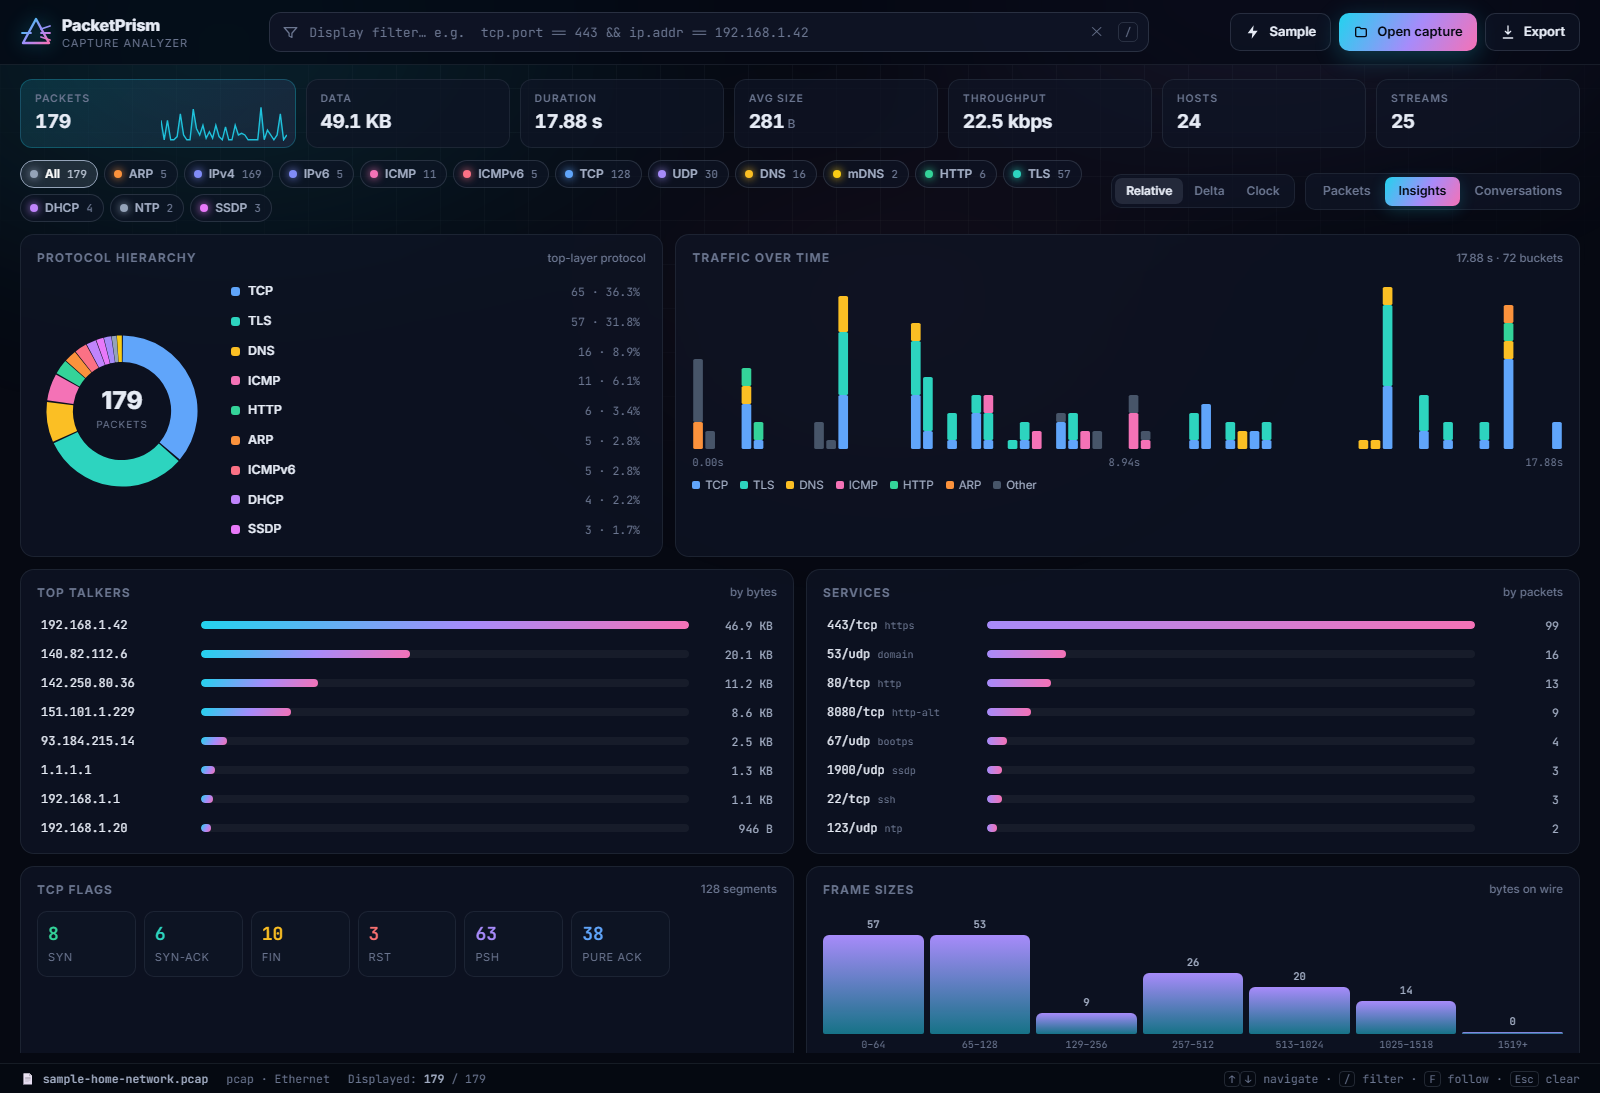 PacketPrism
CAPTURE ANALYZER
Display filter… e.g. tcp.port == 443 && ip.addr == 192.168.1.42
/
Sample
Open capture
Export
PACKETS
179
DATA
49.1 KB
DURATION
17.88 s
AVG SIZE
281 B
THROUGHPUT
22.5 kbps
HOSTS
24
STREAMS
25
All 179
ARP 5
IPv4 169
IPv6 5
ICMP 11
ICMPv6 5
TCP 128
UDP 30
DNS 16
mDNS 2
HTTP 6
TLS 57
DHCP 4
NTP 2
SSDP 3
Relative Delta Clock
Packets Insights Conversations
PROTOCOL HIERARCHY
top-layer protocol
179
PACKETS
TCP 65 · 36.3%
TLS 57 · 31.8%
DNS 16 · 8.9%
ICMP 11 · 6.1%
HTTP 6 · 3.4%
ARP 5 · 2.8%
ICMPv6 5 · 2.8%
DHCP 4 · 2.2%
SSDP 3 · 1.7%
TRAFFIC OVER TIME
17.88 s · 72 buckets
0.00s 8.94s 17.88s
TCP TLS DNS ICMP HTTP ARP Other
TOP TALKERS
by bytes
192.168.1.42 46.9 KB
140.82.112.6 20.1 KB
142.250.80.36 11.2 KB
151.101.1.229 8.6 KB
93.184.215.14 2.5 KB
1.1.1.1 1.3 KB
192.168.1.1 1.1 KB
192.168.1.20 946 B
SERVICES
by packets
443/tcp https 99
53/udp domain 16
80/tcp http 13
8080/tcp http-alt 9
67/udp bootps 4
1900/udp ssdp 3
22/tcp ssh 3
123/udp ntp 2
TCP FLAGS
128 segments
8
SYN
6
SYN-ACK
10
FIN
3
RST
63
PSH
38
PURE ACK
FRAME SIZES
bytes on wire
57 53 9 26 20 14 0
0–64 65–128 129–256 257–512 513–1024 1025–1518 1519+
sample-home-network.pcap pcap · Ethernet Displayed: 179 / 179
↑ ↓ navigate · / filter · F follow · Esc clear